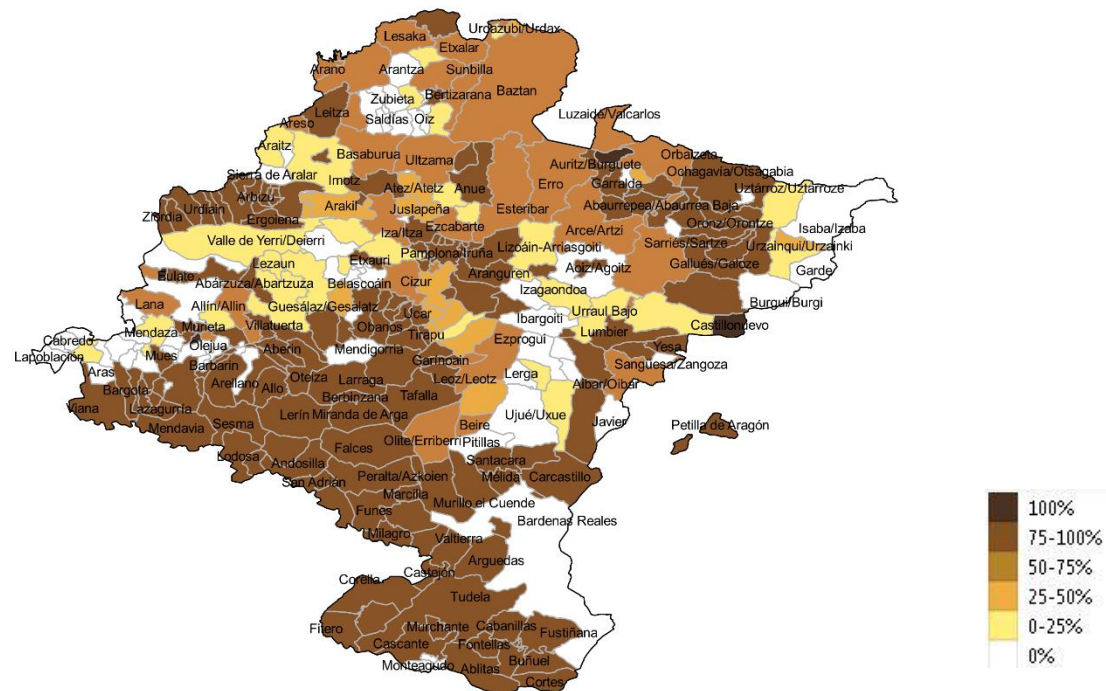 Lesaka
Urdazubi/Urdax
Etxalar
Arano
Arantza
Sunbilla
Baztan
Zubieta
Bertizarana
Leitza
Saldías
Oiz
Luzaide/Valcarlos
Areso
Araitz
Basaburua
Ultzama
Auritz/Burguete
Orbaizeta
Sierra de Aralar
Imotz
Atez/Atetz
Anue
Erro
Garralda
Ochagavía/Otsagabia
Uztárroz/Uztarroze
Arbizu
Urdiain
Ziordia
Ergoiena
Arakil
Juslapeña
Esteribar
Abaurrepea/Abaurrea Baja
Iza/Itza
Ezcabarte
Arce/Artzi
Oronz/Orontze
Isaba/Izaba
Valle de Yerri/Deierri
Pamplona/Iruña
Lizoáin-Arriasgoiti
Sarriés/Sartze
Urzainqui/Urzainki
Lezaun
Etxauri
Aoiz/Agoitz
Gallués/Galoze
Garde
Eulate
Abárzuza/Abartzuza
Belascoáin
Cizur
Aranguren
Izagaondoa
Burgui/Burgi
Lana
Allín/Allin
Guesálaz/Gesalatz
Ucar
Ibargoiti
Urraul Bajo
Castillonuevo
Mendaza
Murieta
Villatuerta
Obanos
Tirapu
Lumbier
Cabredo
Olejua
Aberin
Mendigorria
Garínoain
Ezprogui
Yesa
Lapoblación
Mues
Barbarin
Sangüesa/Zangoza
Aras
Bargota
Arellano
Allo
Oteiza
Larraga
Leoz/Leotz
Lerga
Aibar/Oibar
Viana
Lazagurría
Berbinzana
Tafalla
Mendavia
Sesma
Lerín
Miranda de Arga
Beire
Ujué/Uxue
Javier
Petilla de Aragón
Olite/Erriberri
Pitillas
Lodosa
Andosilla
Falces
Santacara
San Adrián
Peralta/Azkoien
Mélida
Carcastillo
Marcilla
Murillo el Cuende
Funes
Bardenas Reales
Milagro
Valtierra
Arguedas
Castejón
Corella
Tudela
Fitero
Murchante
Cabanillas
Fustiñana
Cascante
Fontellas
Monteagudo
Ablitas
Buñuel
Cortes
100%
75-100%
50-75%
25-50%
0-25%
0%